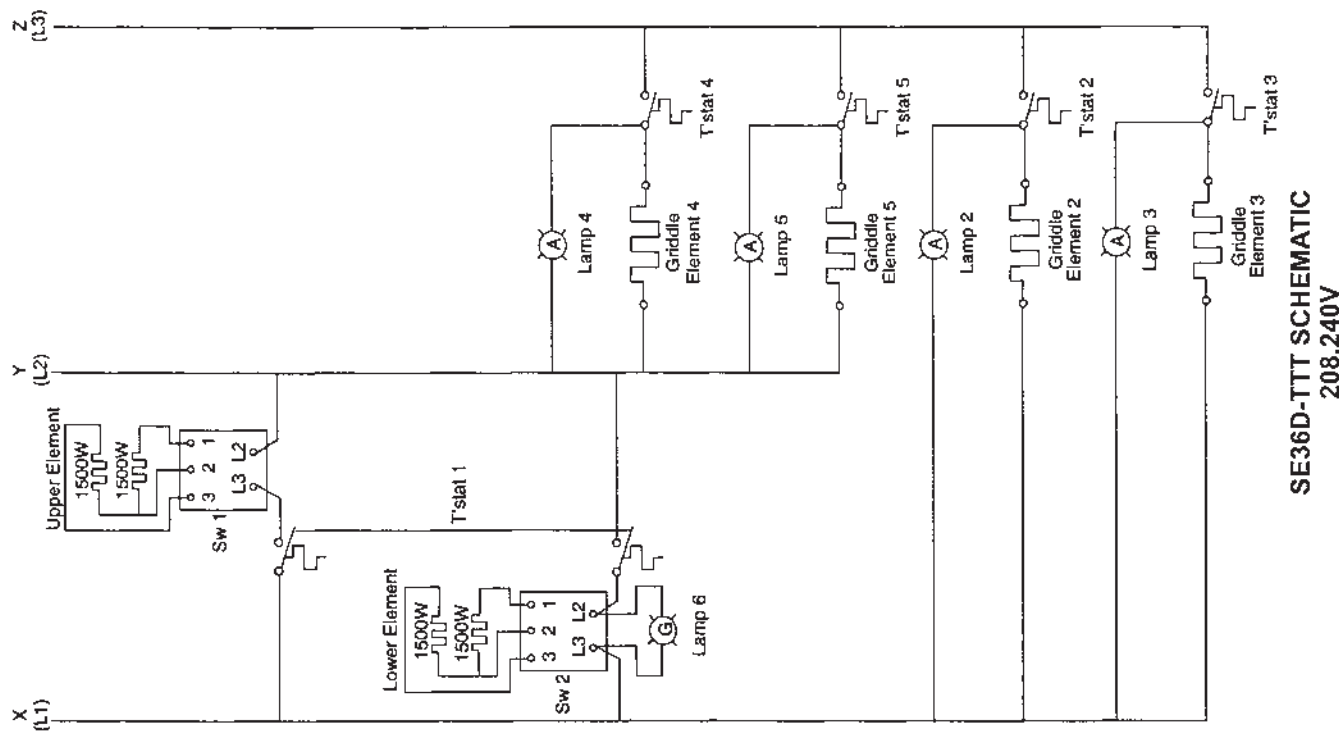 X
(L1)
Y
(L2)
Z
(L3)
Upper Element
1500W
1500W
3 2 1
L3 L2
Sw 1
T'stat 1
Lower Element
1500W
1500W
3 2 1
L3 L2
Sw 2
G
Lamp 6
A
Lamp 4
Griddle
Element 4
T'stat 4
A
Lamp 5
Griddle
Element 5
T'stat 5
A
Lamp 2
Griddle
Element 2
T'stat 2
A
Lamp 3
Griddle
Element 3
T'stat 3
SE36D-TTT SCHEMATIC
208,240V